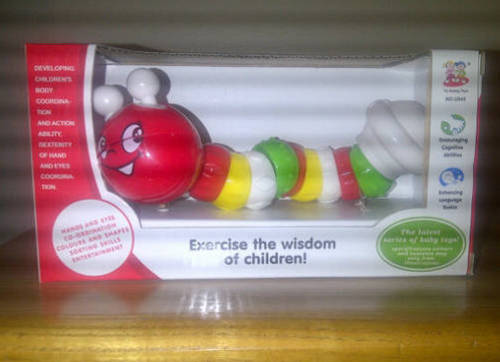 DEVELOPING
CHILDREN'S
BODY
COORDINA-
TION
AND ACTION
ABILITY,
DEXTERITY
OF HAND
AND EYES
COORDINA-
TION.
HANDS AND EYES
CO-ORDINATION
COLOURS AND SHAPES
SORTING SKILLS
ENTERTAINMENT
Exercise the wisdom
of children!
Encouraging
Cognitive
Abilities
Enhancing
Language
The latest
series of baby toys!